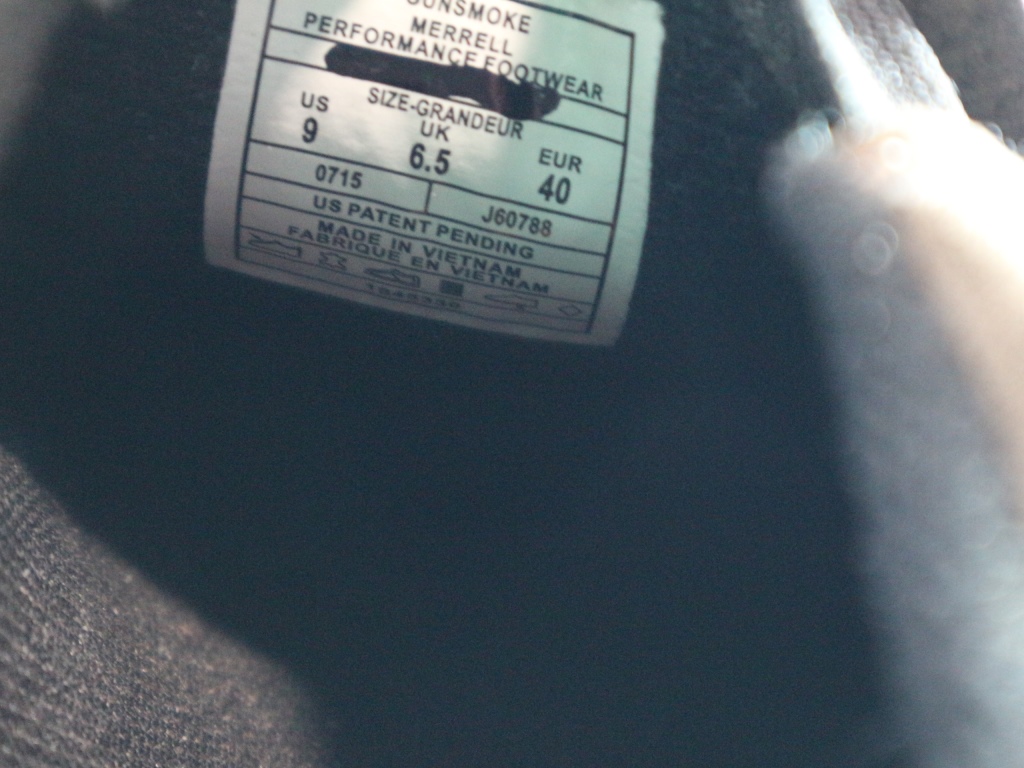 GUNSMOKE
MERRELL
PERFORMANCE FOOTWEAR
SIZE-GRANDEUR
US UK EUR
9 6.5 40
0715 J60788
US PATENT PENDING
MADE IN VIETNAM
FABRIQUE EN VIETNAM